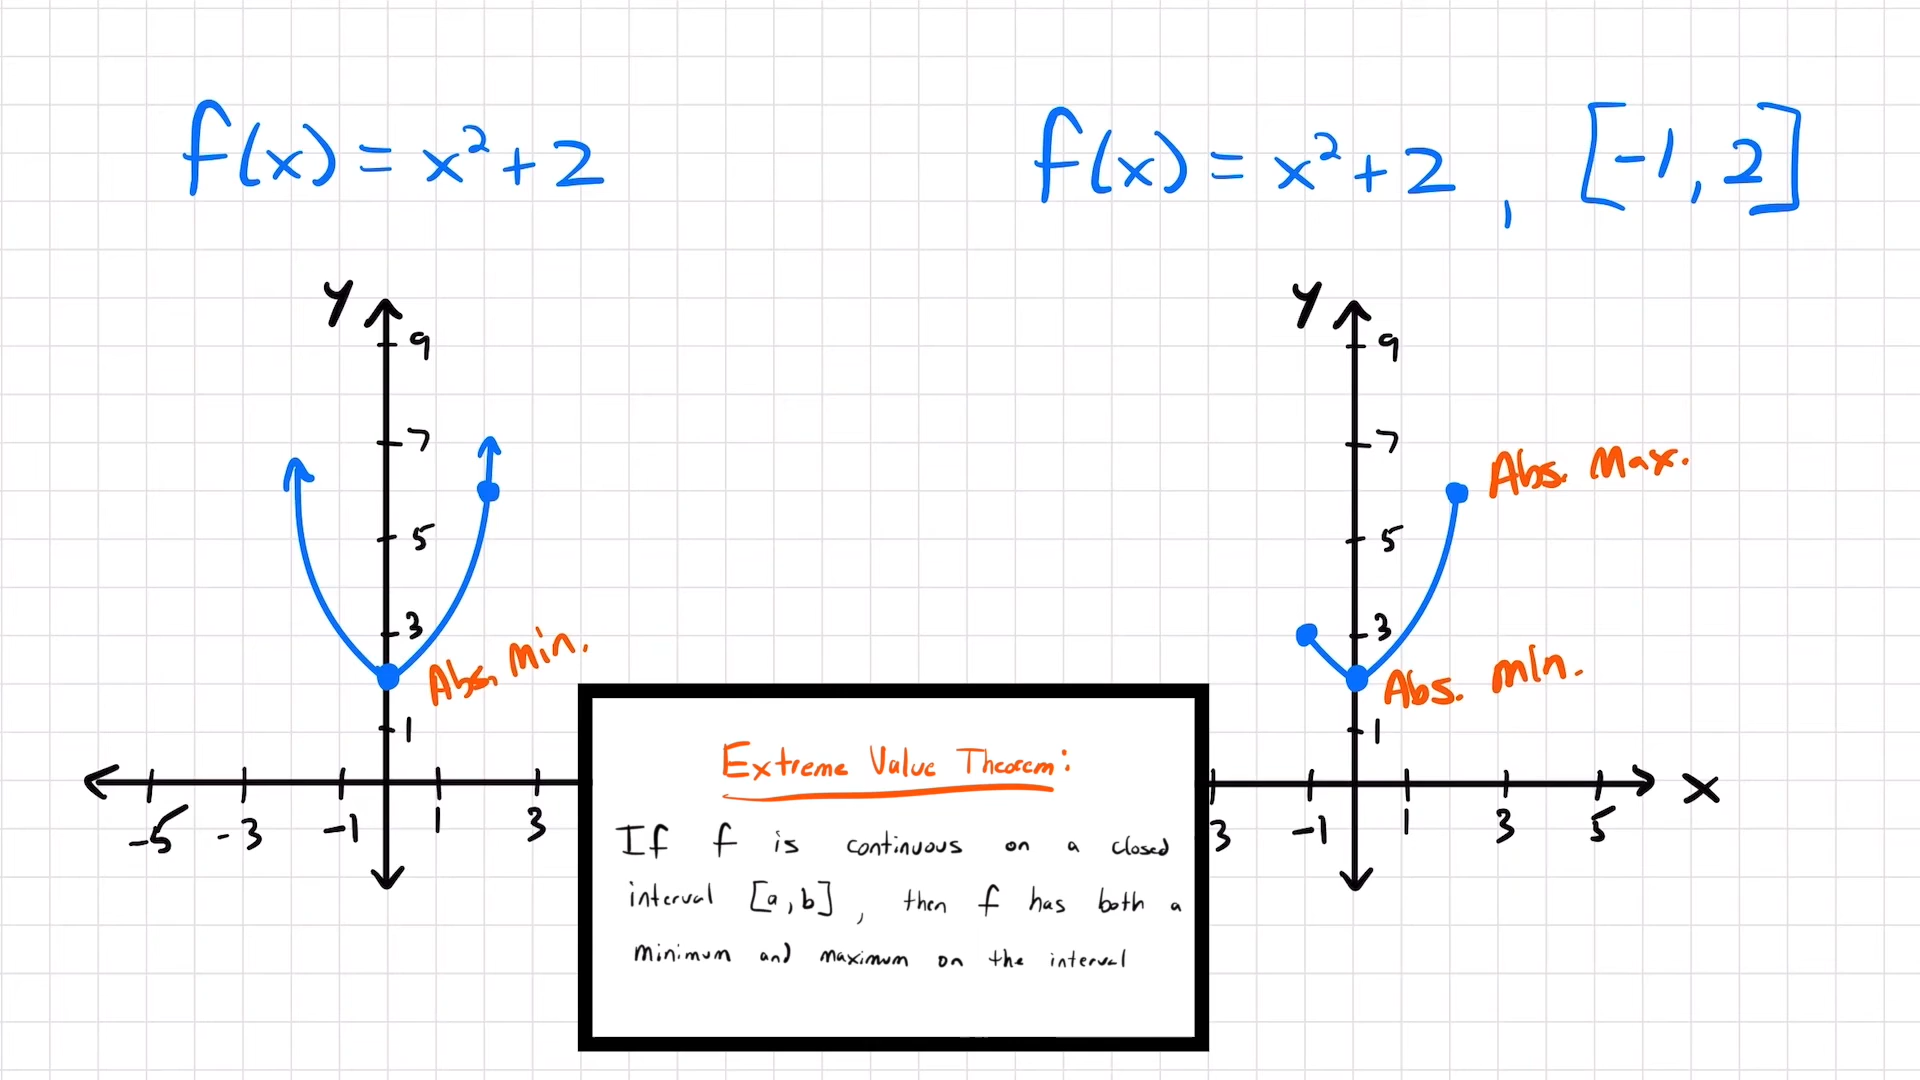 f(x) = x² + 2
f(x) = x² + 2 , [-1, 2]
y
9
7
5
3
1
Abs. Min.
-5 -3 -1 1 3
y
9
7
5
3
1
Abs. Max.
Abs. Min.
3 -1 1 3 5
x
Extreme Value Theorem:
If f is continuous on a closed
interval [a, b] , then f has both a
minimum and maximum on the interval